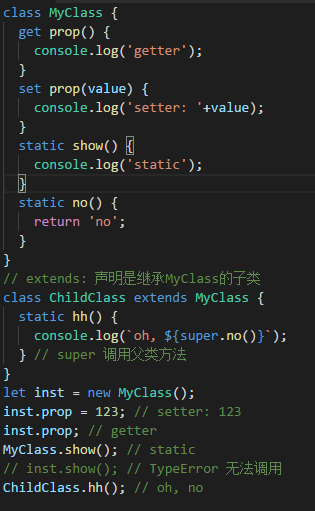 class MyClass {
  get prop() {
    console.log('getter');
  }
  set prop(value) {
    console.log('setter: '+value);
  }
  static show() {
    console.log('static');
  }
  static no() {
    return 'no';
  }
}
// extends: 声明是继承MyClass的子类
class ChildClass extends MyClass {
  static hh() {
    console.log(`oh, ${super.no()}`);
  } // super 调用父类方法
}
let inst = new MyClass();
inst.prop = 123; // setter: 123
inst.prop; // getter
MyClass.show(); // static
// inst.show(); // TypeError 无法调用
ChildClass.hh(); // oh, no